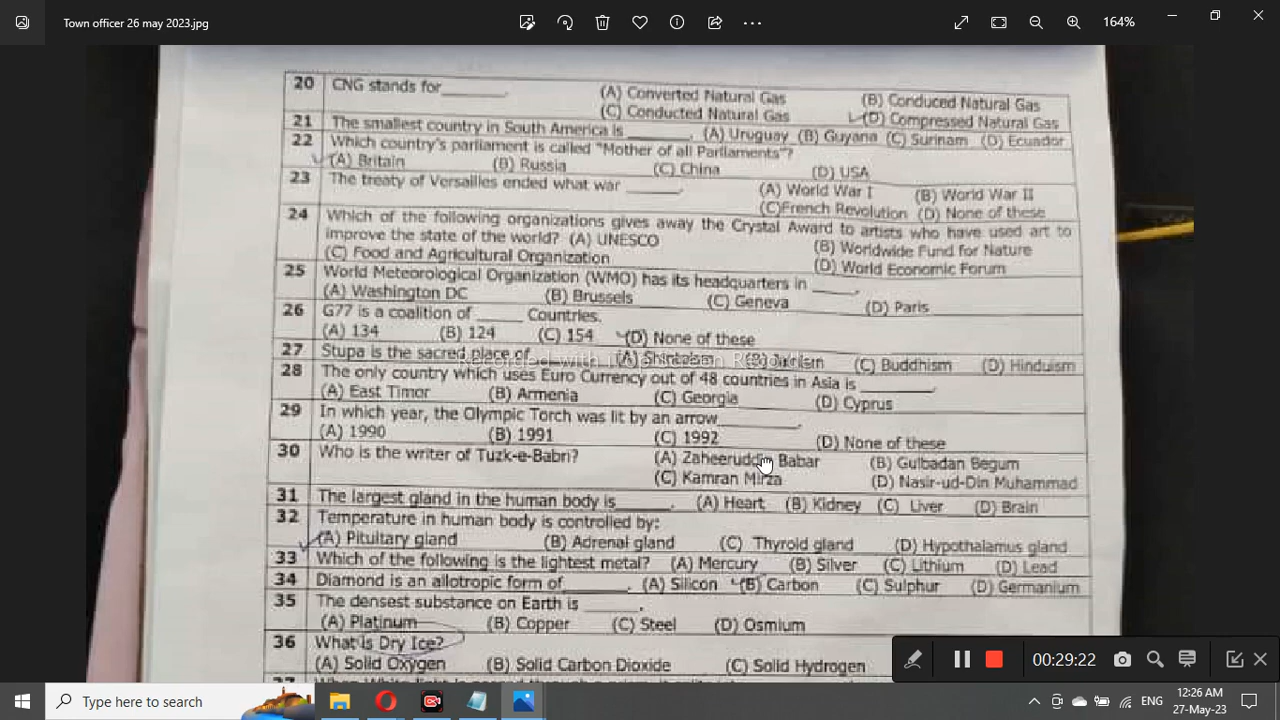 Town officer 26 may 2023.jpg
164%
20 CNG stands for______. (A) Converted Natural Gas (B) Conduced Natural Gas
(C) Conducted Natural Gas (D) Compressed Natural Gas
21 The smallest country in South America is ______. (A) Uruguay (B) Guyana (C) Surinam (D) Ecuador
22 Which country's parliament is called "Mother of all Parliaments"?
(A) Britain (B) Russia (C) China (D) USA
23 The treaty of Versailles ended what war _____. (A) World War I (B) World War II
(C)French Revolution (D) None of these
24 Which of the following organizations gives away the Crystal Award to artists who have used art to
improve the state of the world? (A) UNESCO (B) Worldwide Fund for Nature
(C) Food and Agricultural Organization (D) World Economic Forum
25 World Meteorological Organization (WMO) has its headquarters in _____.
(A) Washington DC (B) Brussels (C) Geneva (D) Paris
26 G77 is a coalition of _____ Countries.
(A) 134 (B) 124 (C) 154 (D) None of these
27 Stupa is the sacred place of (A) Shintoism (B) Jainism (C) Buddhism (D) Hinduism
Recorded with
28 The only country which uses Euro Currency out of 48 countries in Asia is ________.
(A) East Timor (B) Armenia (C) Georgia (D) Cyprus
29 In which year, the Olympic Torch was lit by an arrow________.
(A) 1990 (B) 1991 (C) 1992 (D) None of these
30 Who is the writer of Tuzk-e-Babri? (A) Zaheeruddin Babar (B) Gulbadan Begum
(C) Kamran Mirza (D) Nasir-ud-Din Muhammad
31 The largest gland in the human body is______. (A) Heart (B) Kidney (C) Liver (D) Brain
32 Temperature in human body is controlled by:
(A) Pituitary gland (B) Adrenal gland (C) Thyroid gland (D) Hypothalamus gland
33 Which of the following is the lightest metal? (A) Mercury (B) Silver (C) Lithium (D) Lead
34 Diamond is an allotropic form of______. (A) Silicon (B) Carbon (C) Sulphur (D) Germanium
35 The densest substance on Earth is _____.
(A) Platinum (B) Copper (C) Steel (D) Osmium
36 What is Dry Ice?
(A) Solid Oxygen (B) Solid Carbon Dioxide (C) Solid Hydrogen
00:29:22
Type here to search
ENG
12:26 AM
27-May-23